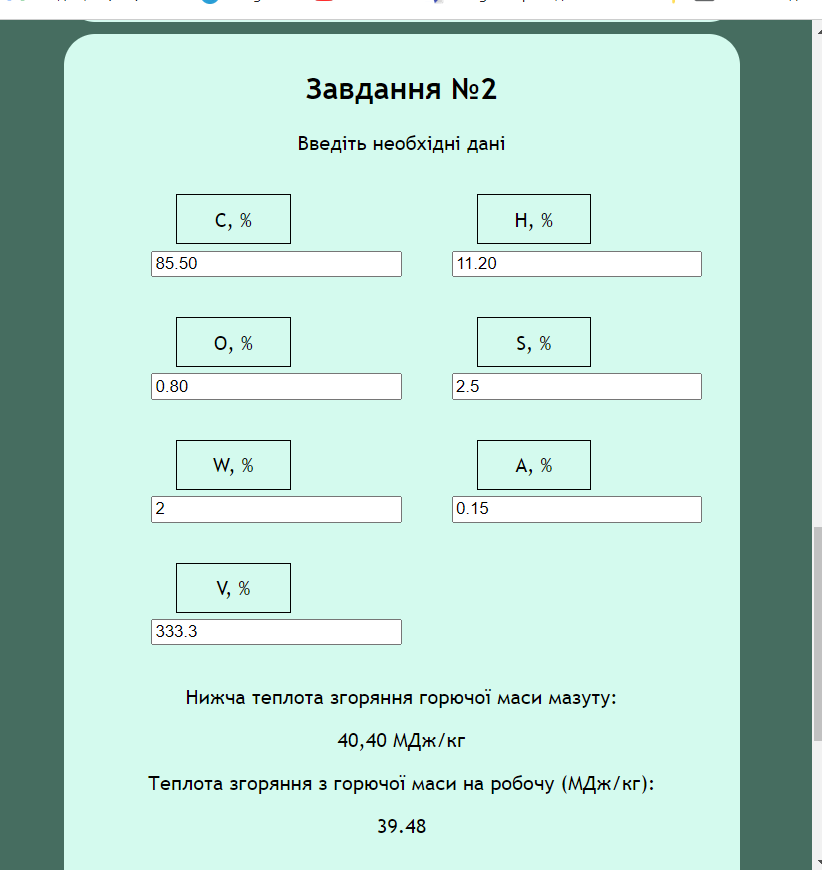 Завдання №2
Введіть необхідні дані
C, % H, %
85.50 11.20
O, % S, %
0.80 2.5
W, % A, %
2 0.15
V, %
333.3
Нижча теплота згоряння горючої маси мазуту:
40,40 МДж/кг
Теплота згоряння з горючої маси на робочу (МДж/кг):
39.48